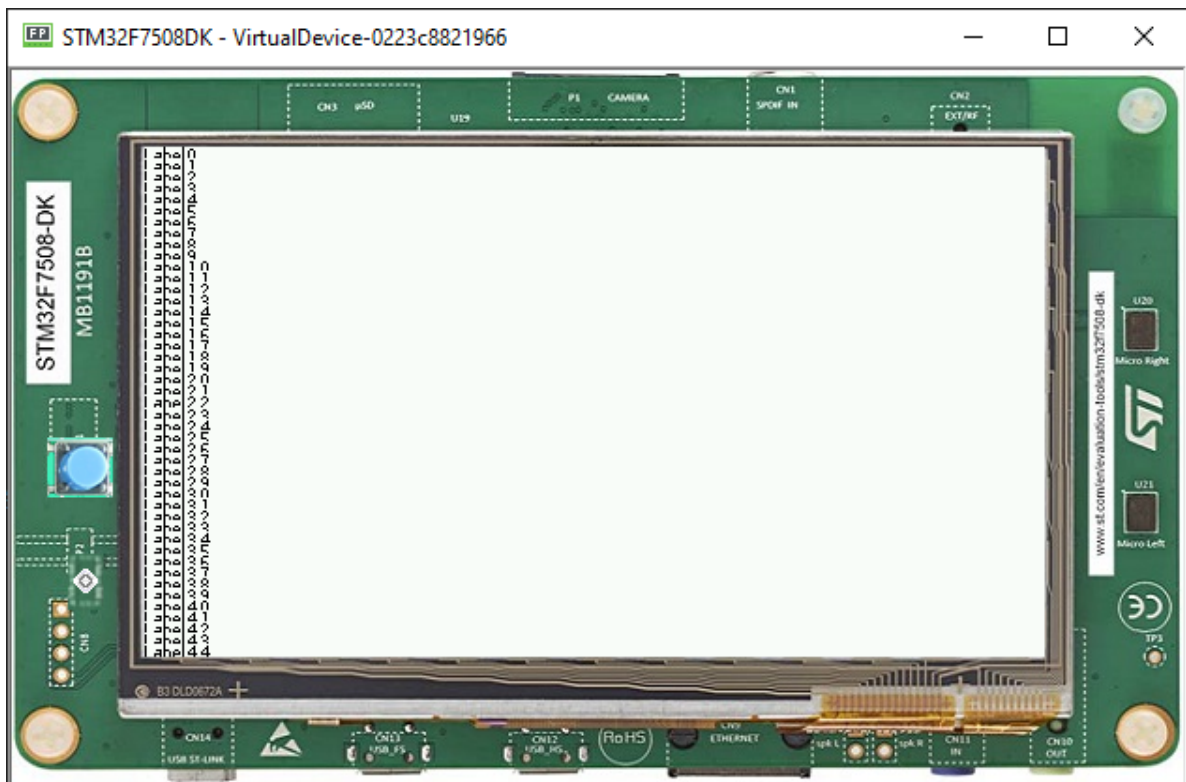 STM32F7508DK - VirtualDevice-0223c8821966
CN3 µSD
U19
P1 CAMERA
CN1
SPDIF IN
CN2
EXT/RF
STM32F7508-DK
MB1191B
label0
label1
label2
label3
label4
label5
label6
label7
label8
label9
label10
label11
label12
label13
label14
label15
label16
label17
label18
label19
label20
label21
label22
label23
label24
label25
label26
label27
label28
label29
label30
label31
label32
label33
label34
label35
label36
label37
label38
label39
label40
label41
label42
label43
label44
www.st.com/en/evaluation-tools/stm32f7508-dk
U20
Micro Right
U21
Micro Left
P2
CN8
TP3
B3 DLD0672A
CN14
USB ST-LINK
CN13
USB_FS
CN12
USB_HS
RoHS
CN9
ETHERNET
spk L
spk R
CN11
IN
CN10
OUT